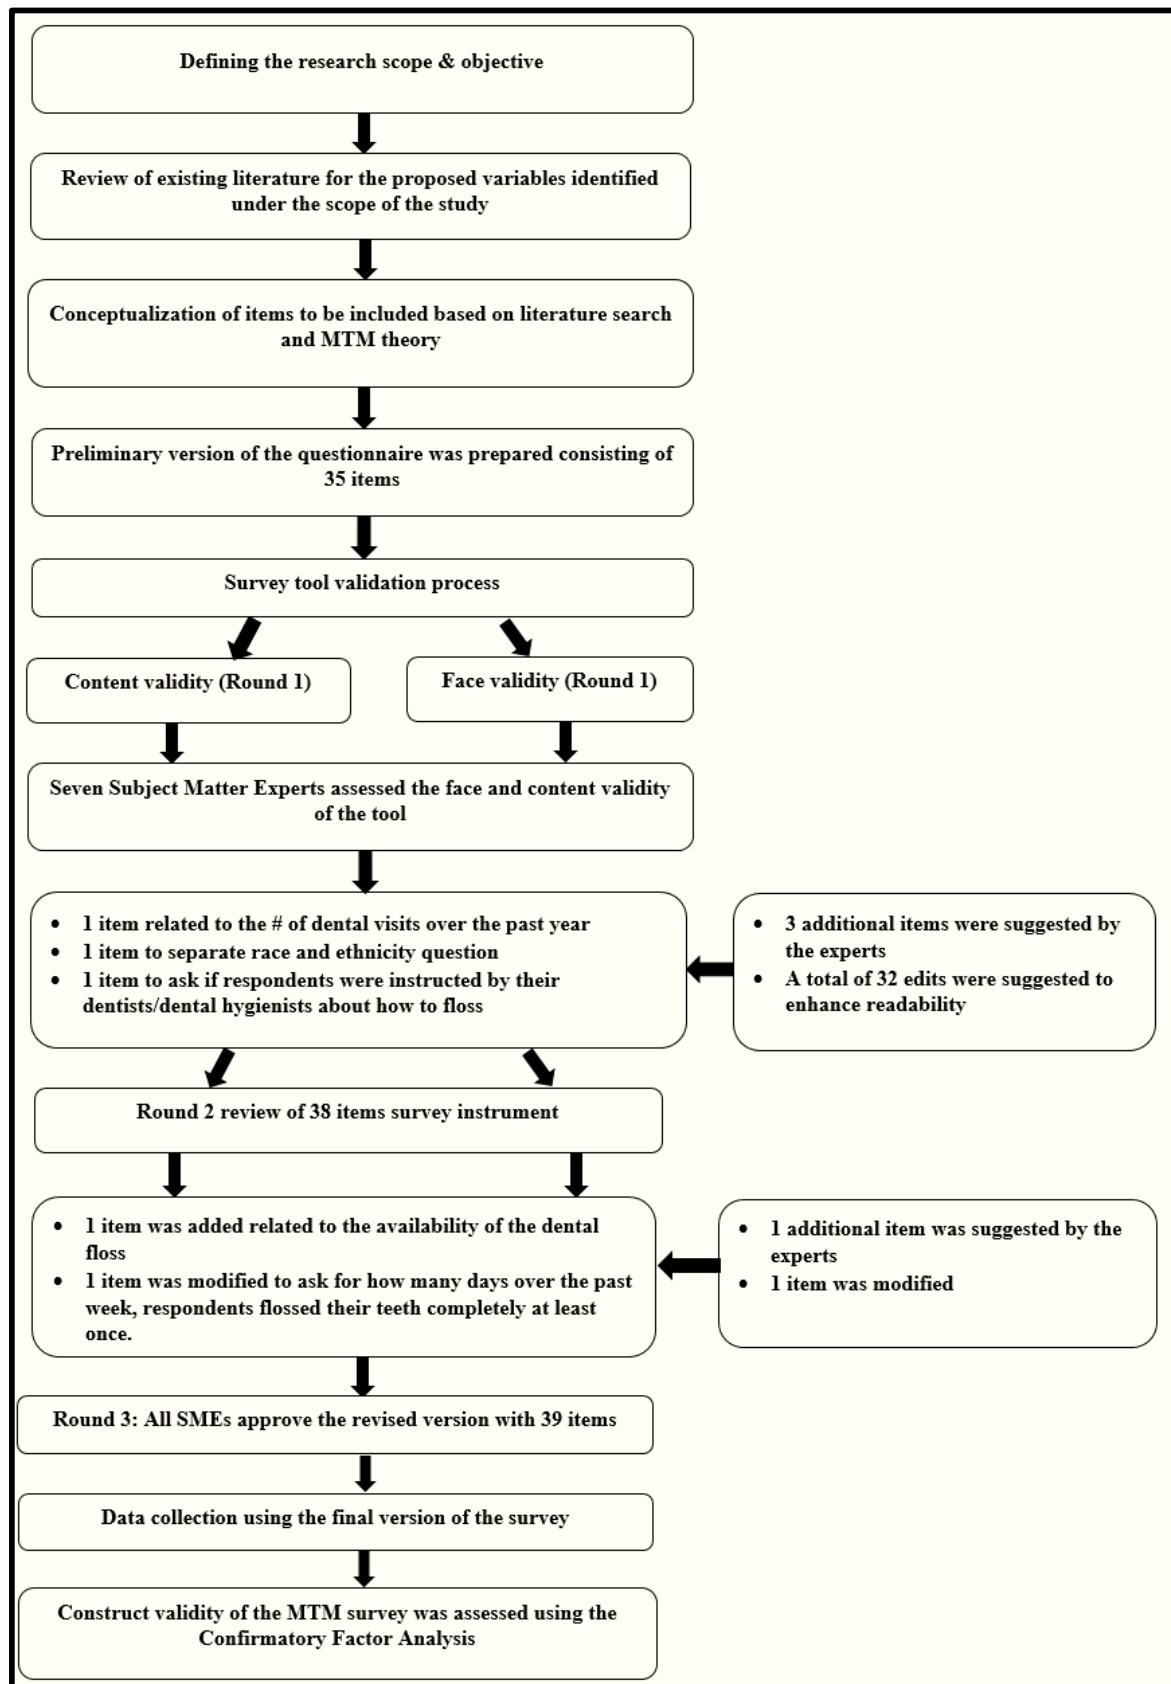 Defining the research scope & objective
Review of existing literature for the proposed variables identified
under the scope of the study
Conceptualization of items to be included based on literature search
and MTM theory
Preliminary version of the questionnaire was prepared consisting of
35 items
Survey tool validation process
Content validity (Round 1)
Face validity (Round 1)
Seven Subject Matter Experts assessed the face and content validity
of the tool
• 1 item related to the # of dental visits over the past year
• 1 item to separate race and ethnicity question
• 1 item to ask if respondents were instructed by their
dentists/dental hygienists about how to floss
• 3 additional items were suggested by
the experts
• A total of 32 edits were suggested to
enhance readability
Round 2 review of 38 items survey instrument
• 1 item was added related to the availability of the dental
floss
• 1 item was modified to ask for how many days over the past
week, respondents flossed their teeth completely at least
once.
• 1 additional item was suggested by the
experts
• 1 item was modified
Round 3: All SMEs approve the revised version with 39 items
Data collection using the final version of the survey
Construct validity of the MTM survey was assessed using the
Confirmatory Factor Analysis